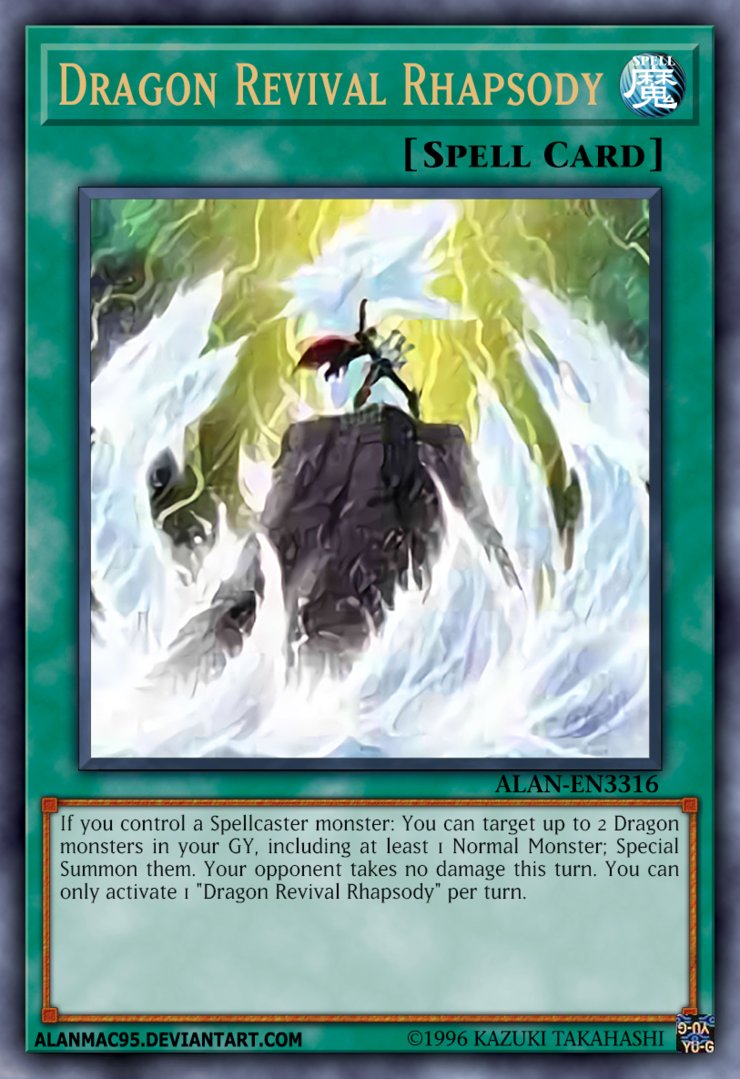 DRAGON REVIVAL RHAPSODY
SPELL
魔
[SPELL CARD]
ALAN-EN3316
If you control a Spellcaster monster: You can target up to 2 Dragon
monsters in your GY, including at least 1 Normal Monster; Special
Summon them. Your opponent takes no damage this turn. You can
only activate 1 "Dragon Revival Rhapsody" per turn.
ALANMAC95.DEVIANTART.COM
©1996 KAZUKI TAKAHASHI
YU-G
YU-G